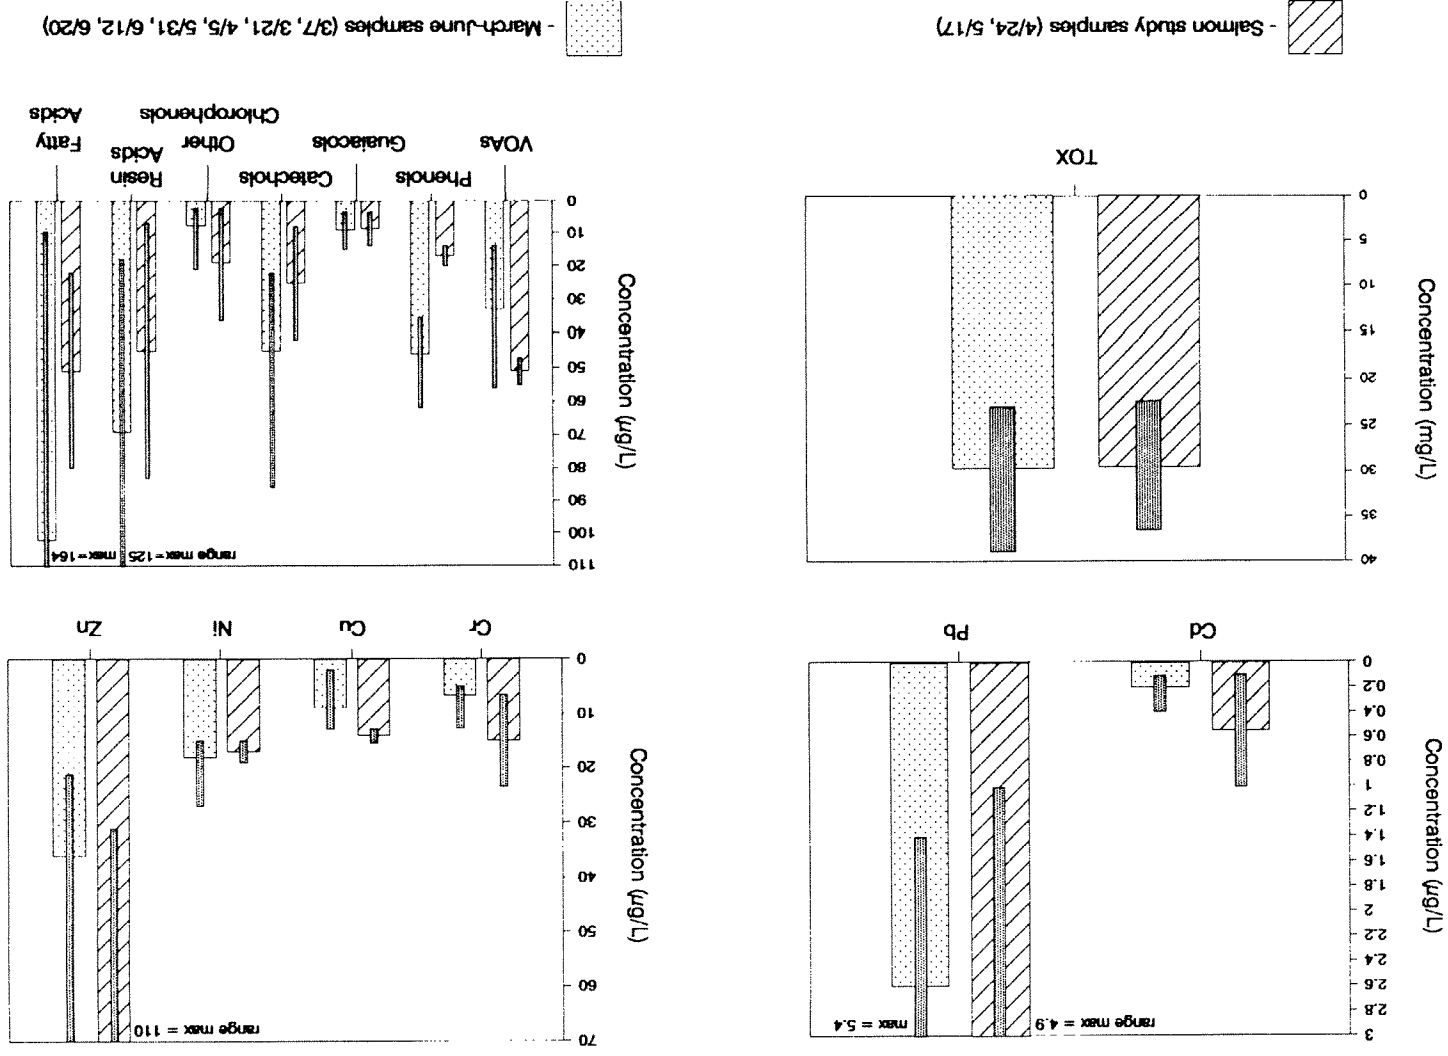 Concentration (µg/L)
3
2.8
2.6
2.4
2.2
2
1.8
1.6
1.4
1.2
1
0.8
0.6
0.4
0.2
0
range max = 4.9
max = 5.4
Cd
Pb
Concentration (µg/L)
70
60
50
40
30
20
10
0
range max = 110
Cr
Cu
Ni
Zn
Concentration (mg/L)
40
35
30
25
20
15
10
5
0
TOX
Concentration (µg/L)
110
100
90
80
70
60
50
40
30
20
10
0
range max = 125
max = 164
VOAs
Phenols
Guaiacols
Catechols
Other
Chlorophenols
Resin
Acids
Fatty
Acids
- Salmon study samples (4/24, 5/17)
- March-June samples (3/7, 3/21, 4/5, 5/31, 6/12, 6/20)